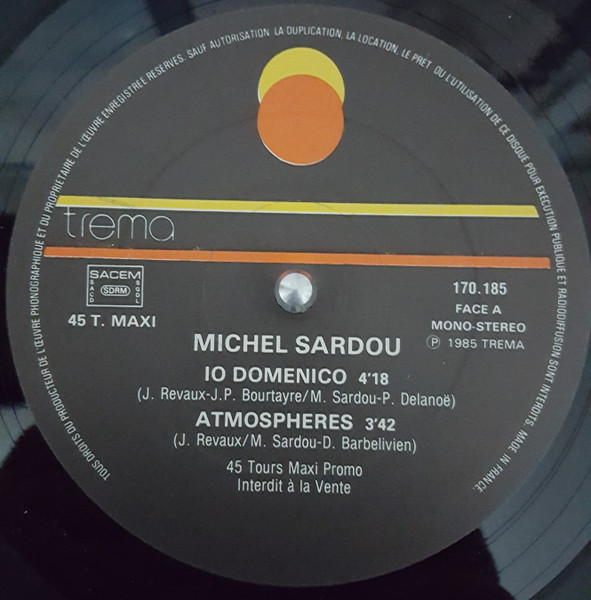 TOUS DROITS DU PRODUCTEUR DE L'ŒUVRE PHONOGRAPHIQUE ET DU PROPRIETAIRE DE L'ŒUVRE ENREGISTREE RESERVES. SAUF AUTORISATION LA DUPLICATION, LA LOCATION, LE PRET OU L'UTILISATION DE CE DISQUE POUR EXECUTION PUBLIQUE ET RADIODIFFUSION SONT INTERDITS. MADE IN FRANCE.
trema
SACEM
SACD
SDRM
SGDL
45 T. MAXI
170.185
FACE A
MONO-STEREO
Ⓟ 1985 TREMA
MICHEL SARDOU
IO DOMENICO 4'18
(J. Revaux-J.P. Bourtayre/M. Sardou-P. Delanoë)
ATMOSPHERES 3'42
(J. Revaux/M. Sardou-D. Barbelivien)
45 Tours Maxi Promo
Interdit à la Vente